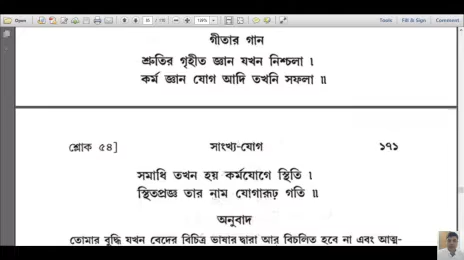 Open
55
Tools
Fill & Sign
Comment
গীতার গান
শ্রুতির গৃহীত জ্ঞান যখন নিশ্চলা ।
কর্ম জ্ঞান যোগ আদি তখনি সফলা ॥
শ্লোক ৫৪] সাংখ্য-যোগ ১৭১
সমাধি তখন হয় কর্মযোগে স্থিতি ।
স্থিতপ্রজ্ঞ তার নাম যোগারূঢ় গতি ॥
অনুবাদ
তোমার বুদ্ধি যখন বেদের বিচিত্র ভাষার দ্বারা আর বিচলিত হবে না এবং আত্ম-